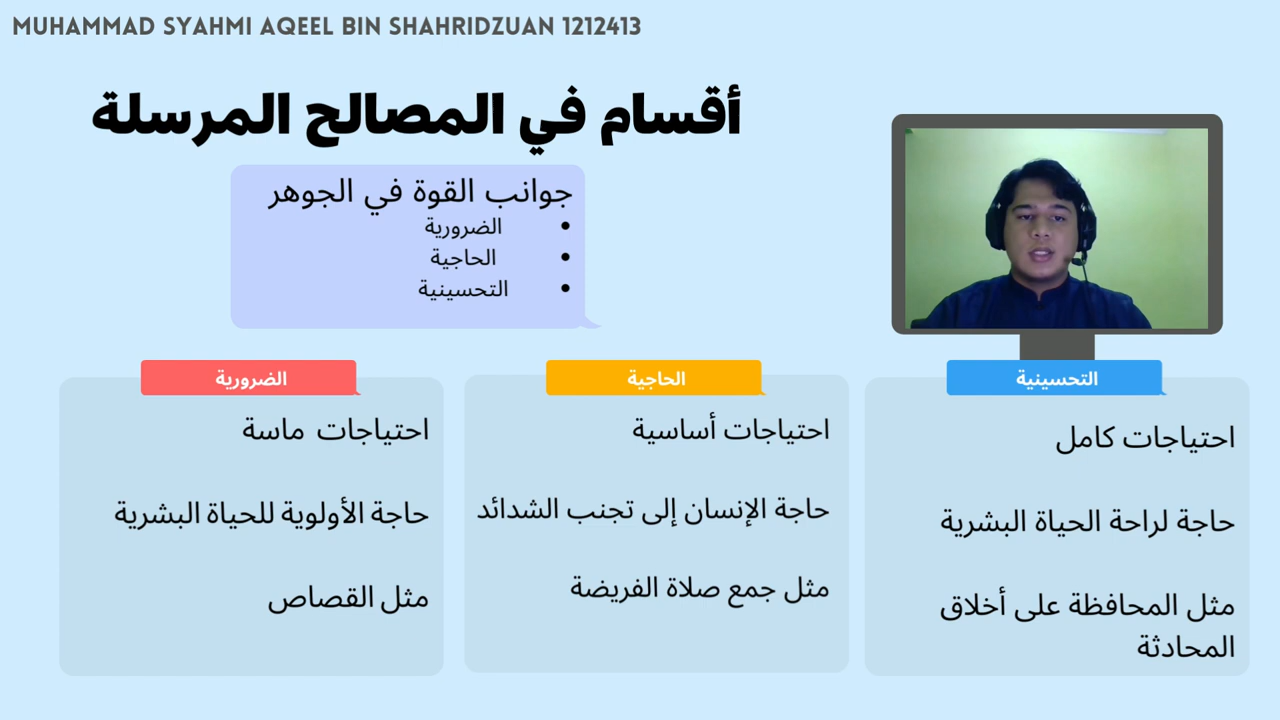 MUHAMMAD SYAHMI AQEEL BIN SHAHRIDZUAN 1212413
أقسام في المصالح المرسلة
جوانب القوة في الجوهر
• الضرورية
• الحاجية
• التحسينية
التحسينية
احتياجات كامل
حاجة لراحة الحياة البشرية
مثل المحافظة على أخلاق
المحادثة
الحاجية
احتياجات أساسية
حاجة الإنسان إلى تجنب الشدائد
مثل جمع صلاة الفريضة
الضرورية
احتياجات ماسة
حاجة الأولوية للحياة البشرية
مثل القصاص